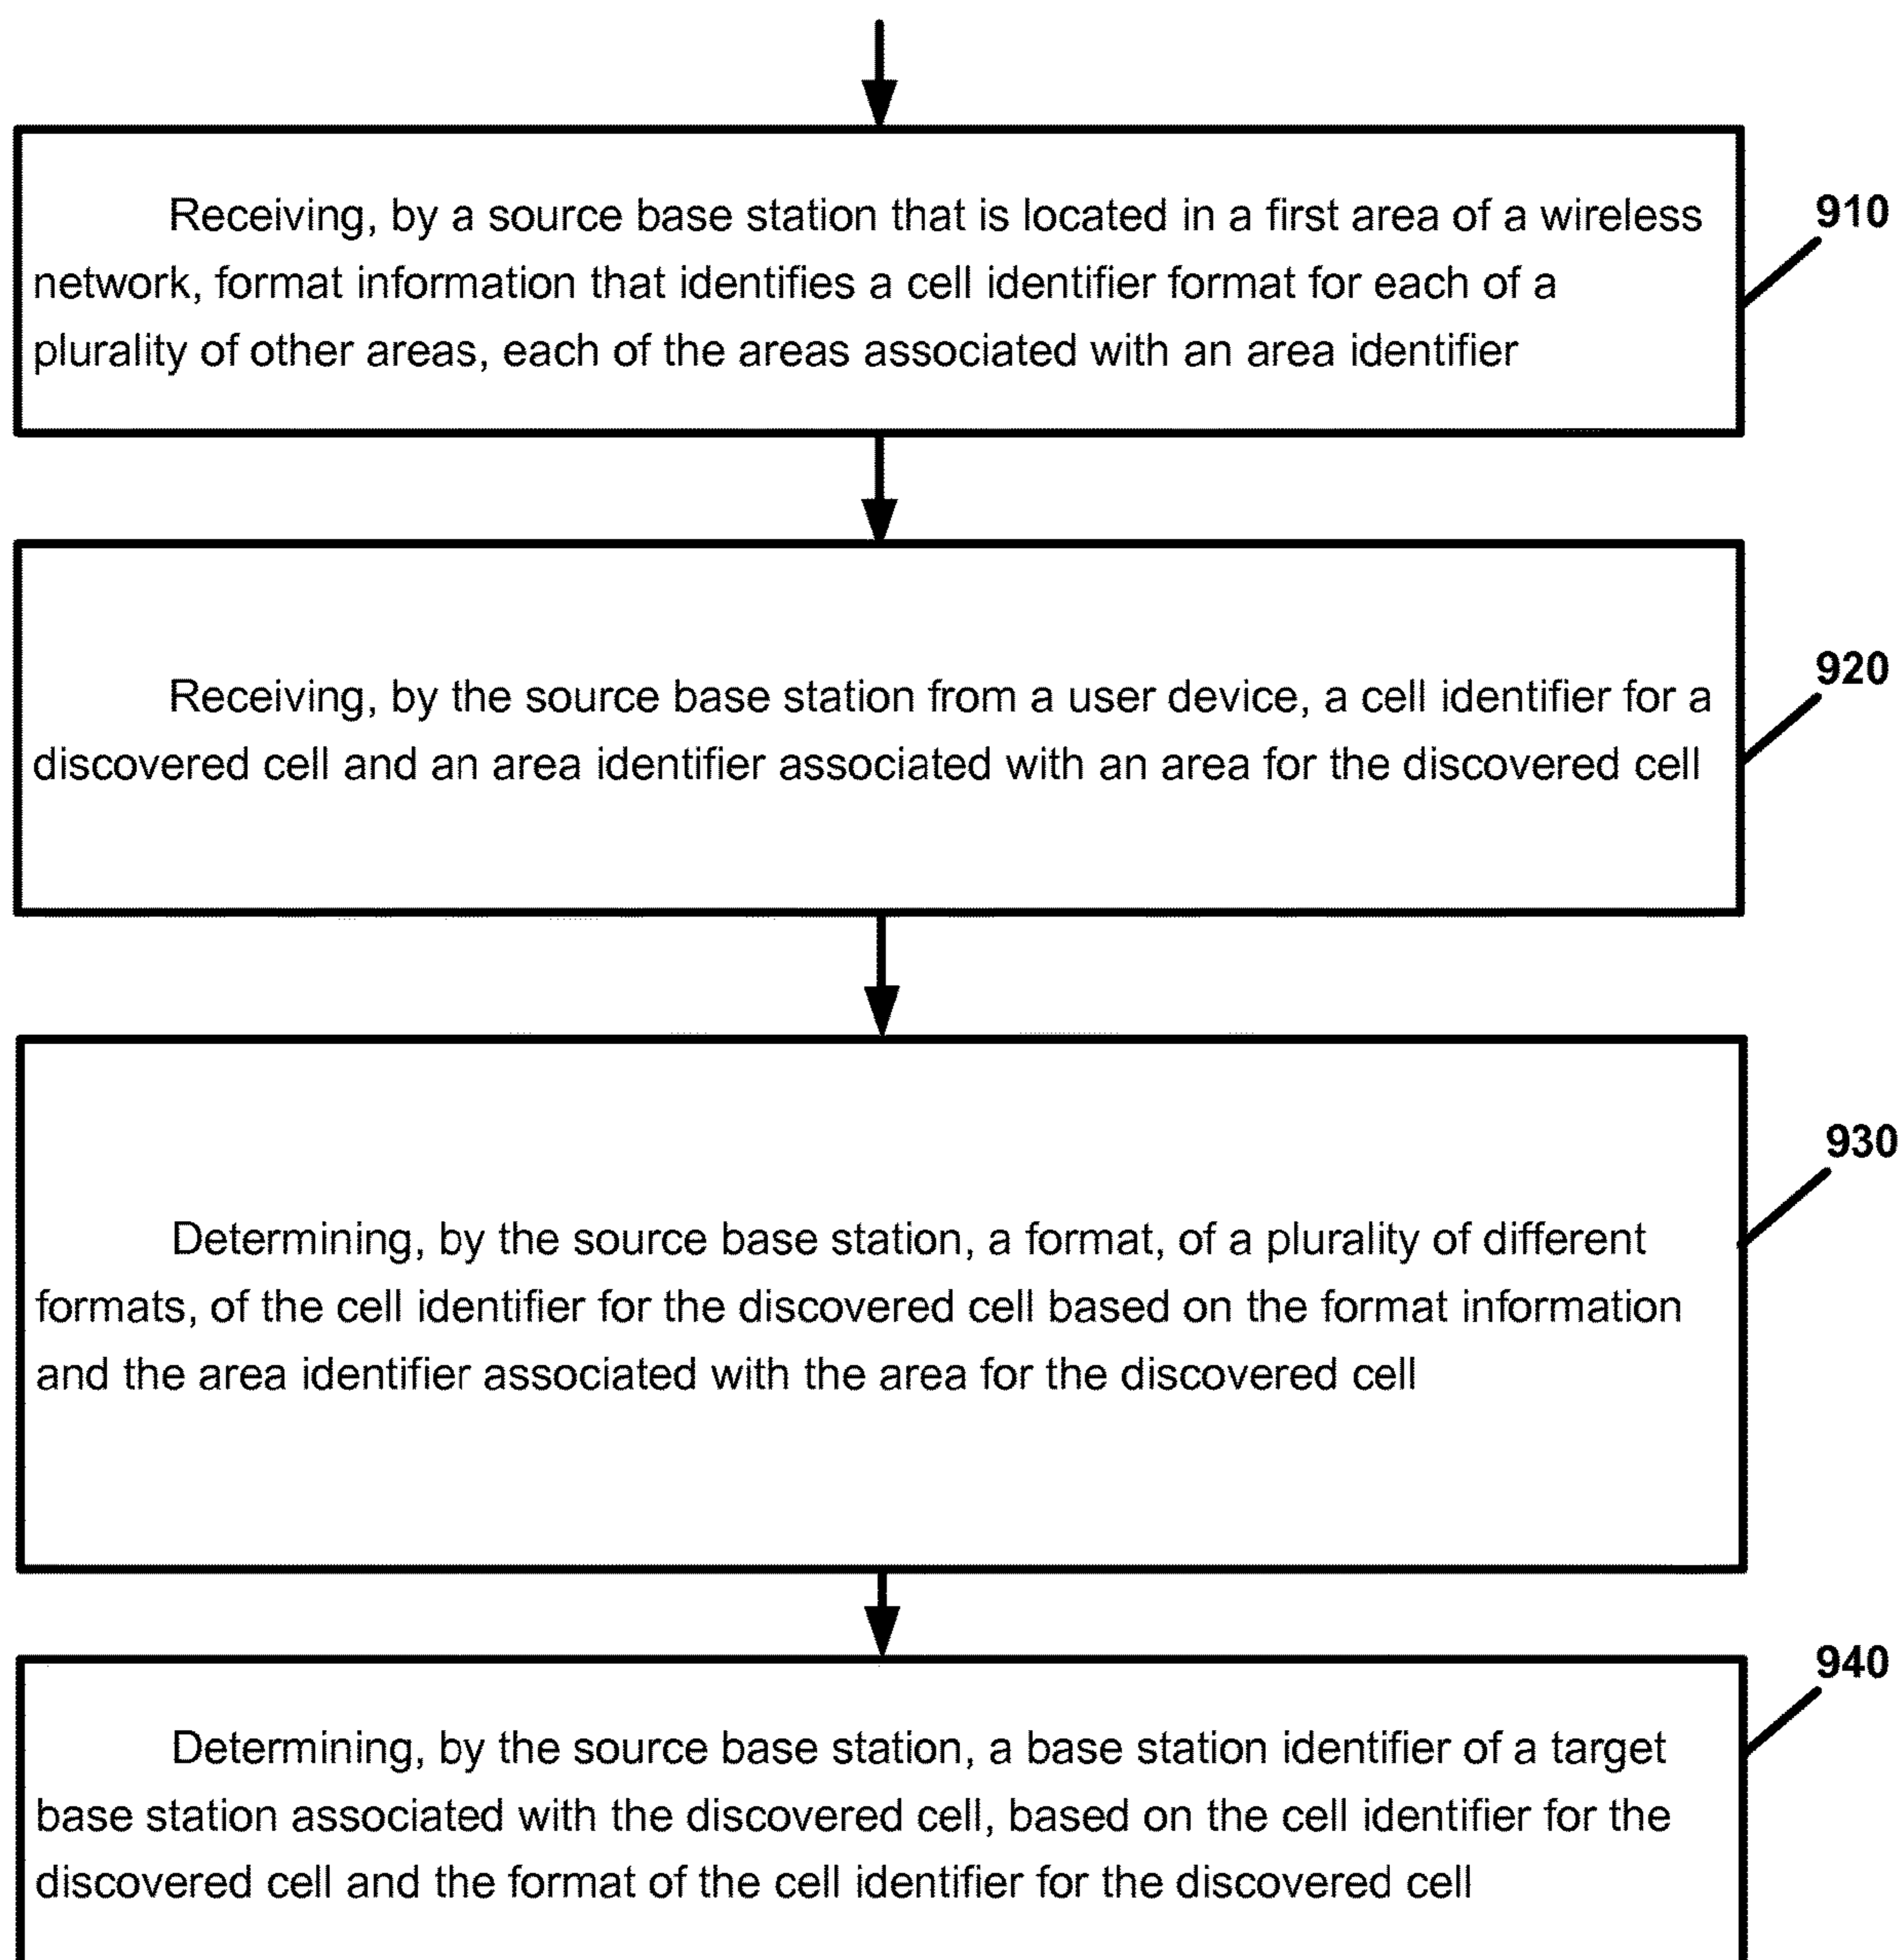 Receiving, by a source base station that is located in a first area of a wireless
network, format information that identifies a cell identifier format for each of a
plurality of other areas, each of the areas associated with an area identifier
910
Receiving, by the source base station from a user device, a cell identifier for a
discovered cell and an area identifier associated with an area for the discovered cell
920
Determining, by the source base station, a format, of a plurality of different
formats, of the cell identifier for the discovered cell based on the format information
and the area identifier associated with the area for the discovered cell
930
Determining, by the source base station, a base station identifier of a target
base station associated with the discovered cell, based on the cell identifier for the
discovered cell and the format of the cell identifier for the discovered cell
940